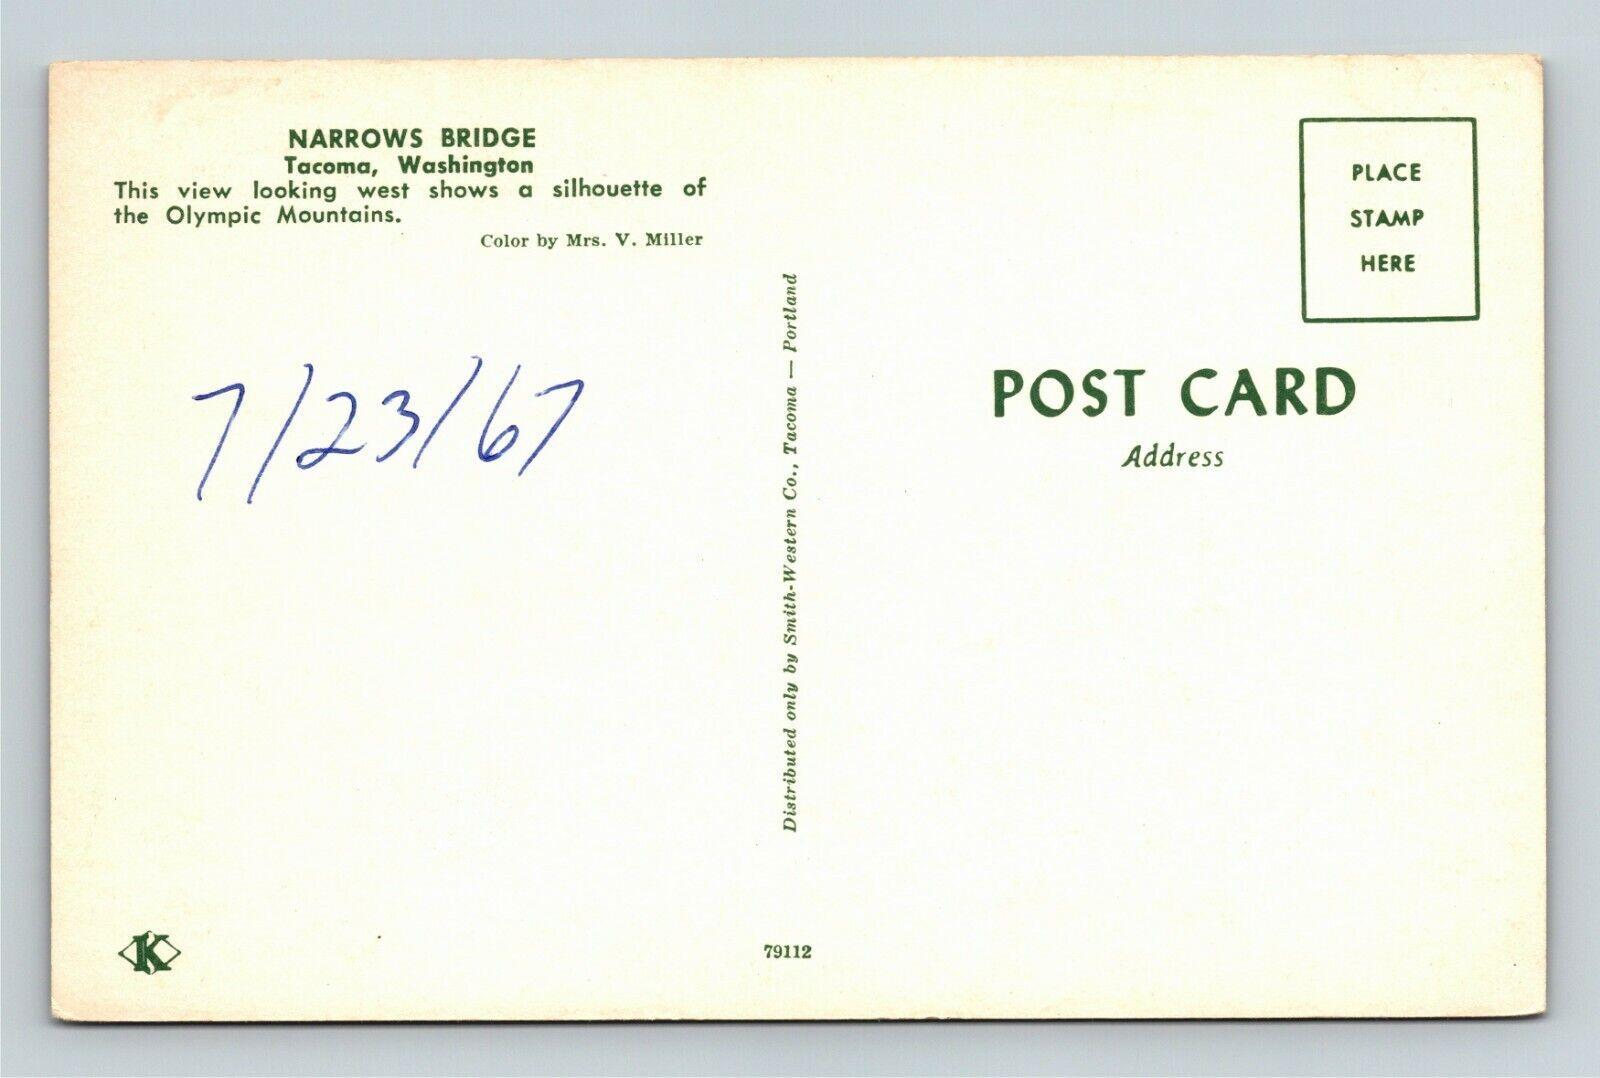 NARROWS BRIDGE
Tacoma, Washington
This view looking west shows a silhouette of
the Olympic Mountains.
Color by Mrs. V. Miller
7/23/67
Distributed only by Smith-Western Co., Tacoma — Portland
PLACE
STAMP
HERE
POST CARD
Address
K
79112